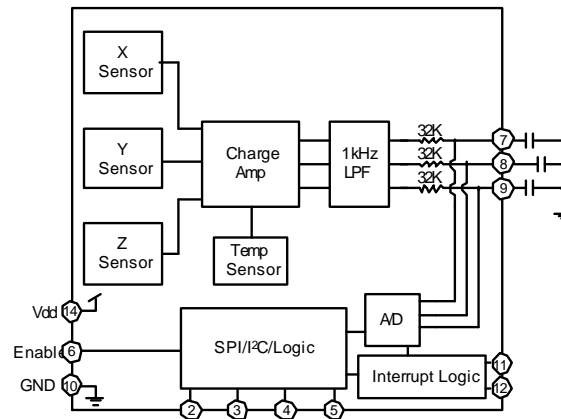 X
Sensor
Y
Sensor
Z
Sensor
Charge
Amp
Temp
Sensor
1kHz
LPF
32K
32K
32K
7
8
9
Vdd
14
Enable
6
GND
10
SPI/I²C/Logic
A/D
Interrupt Logic
11
12
2
3
4
5